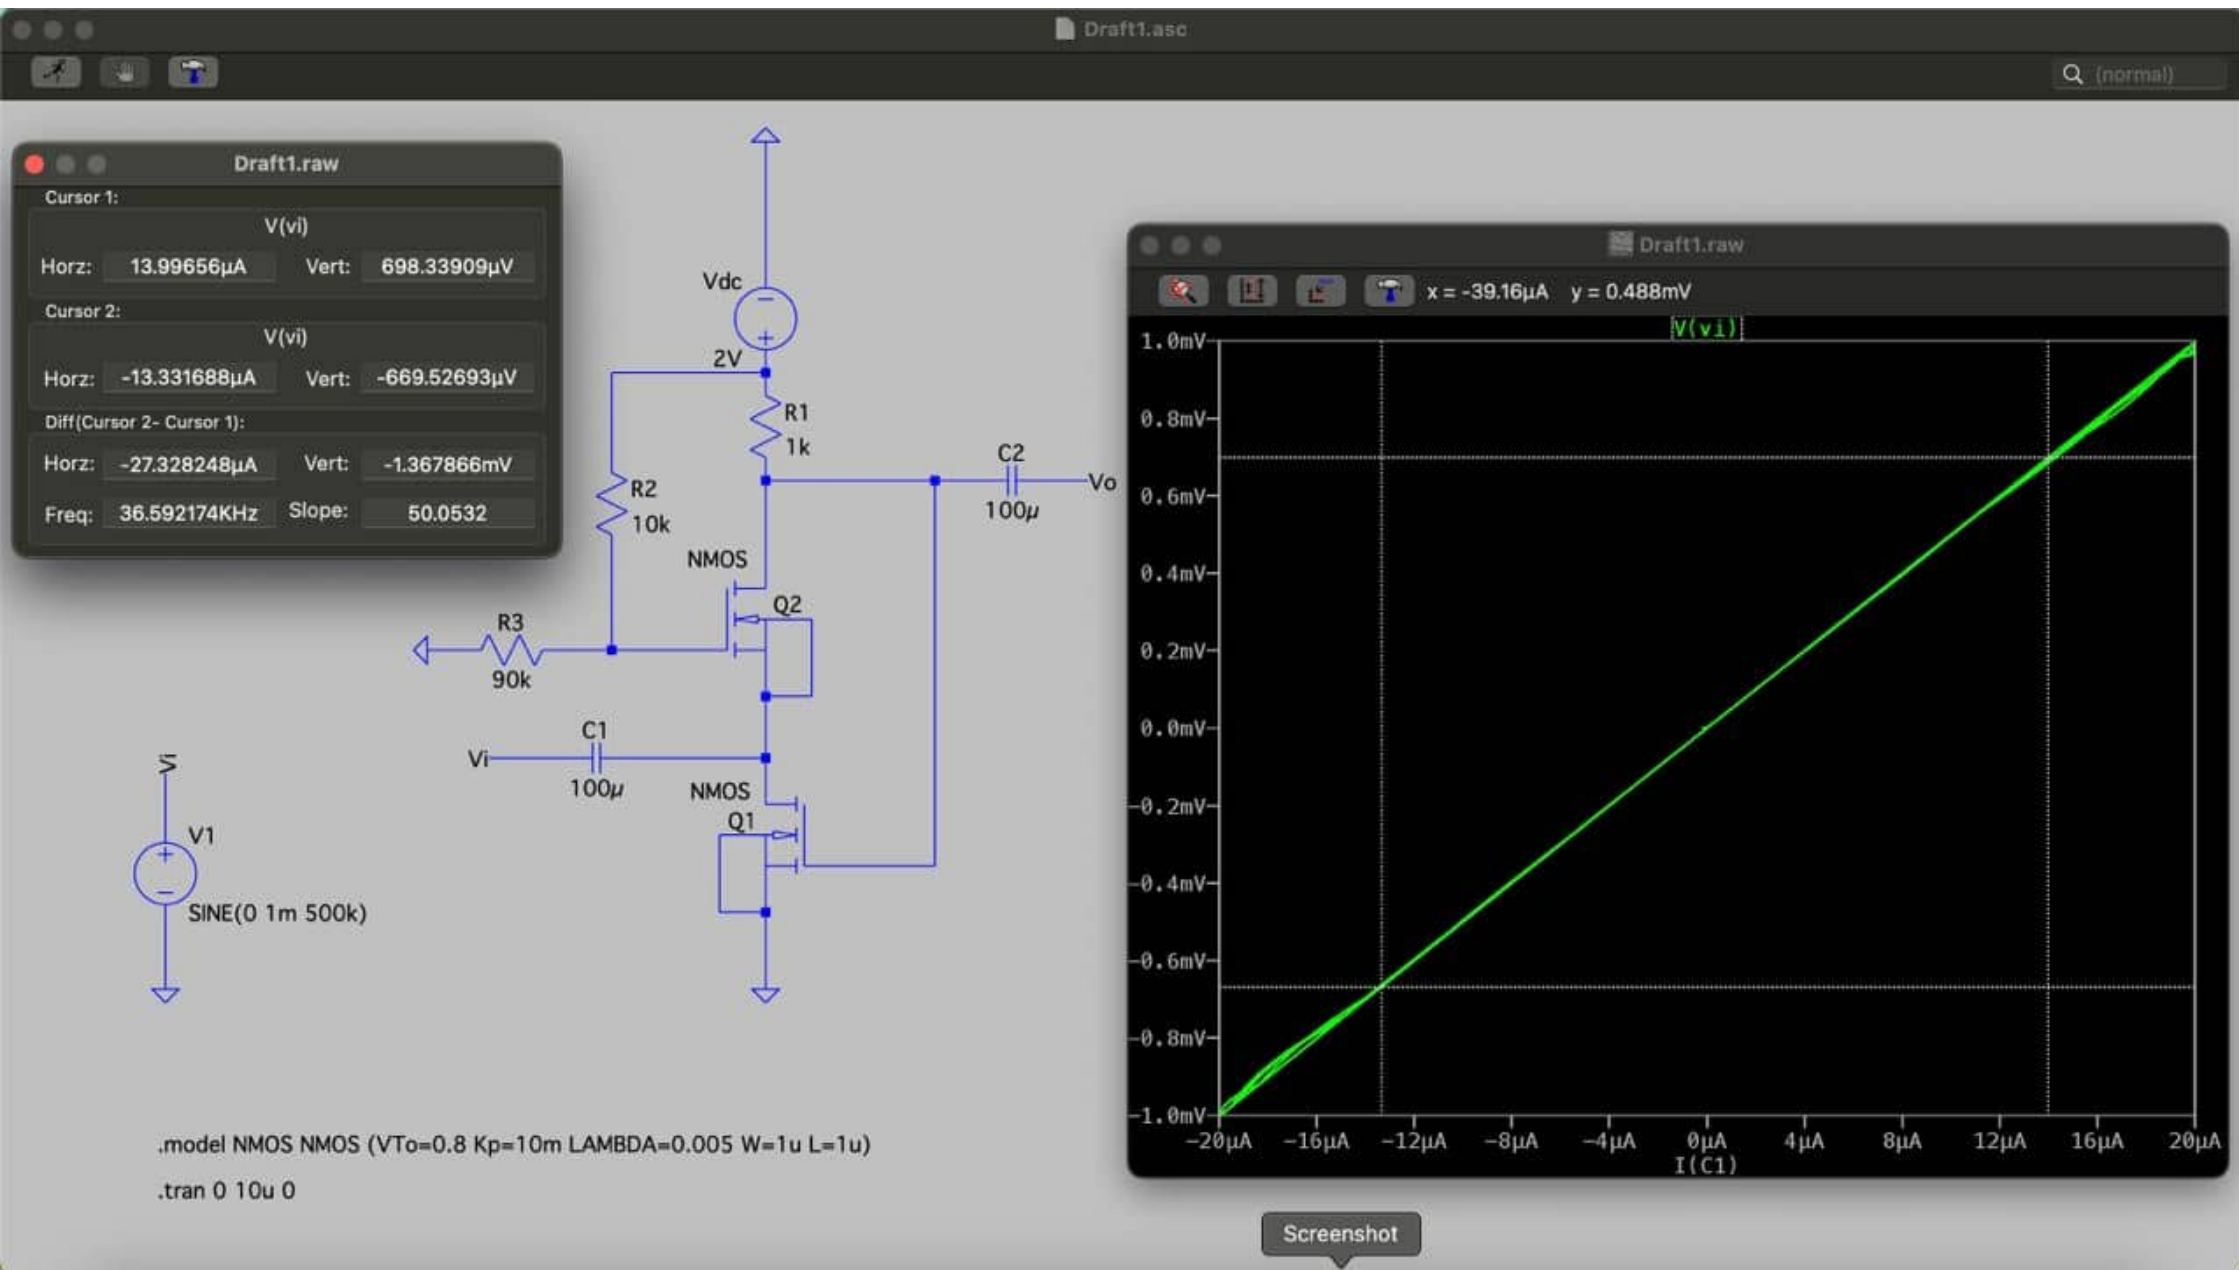 Draft1.asc
(normal)
Draft1.raw
Cursor 1:
V(vi)
Horz: 13.99656µA Vert: 698.33909µV
Cursor 2:
V(vi)
Horz: -13.331688µA Vert: -669.52693µV
Diff(Cursor 2- Cursor 1):
Horz: -27.328248µA Vert: -1.367866mV
Freq: 36.592174KHz Slope: 50.0532
Vdc
2V
R1
1k
R2
10k
C2
100µ
Vo
NMOS
Q2
R3
90k
C1
Vi
100µ
NMOS
Q1
Vi
V1
SINE(0 1m 500k)
.model NMOS NMOS (VTo=0.8 Kp=10m LAMBDA=0.005 W=1u L=1u)
.tran 0 10u 0
Draft1.raw
x = -39.16µA y = 0.488mV
V(vi)
1.0mV
0.8mV
0.6mV
0.4mV
0.2mV
0.0mV
-0.2mV
-0.4mV
-0.6mV
-0.8mV
-1.0mV
-20µA -16µA -12µA -8µA -4µA 0µA 4µA 8µA 12µA 16µA 20µA
I(C1)
Screenshot